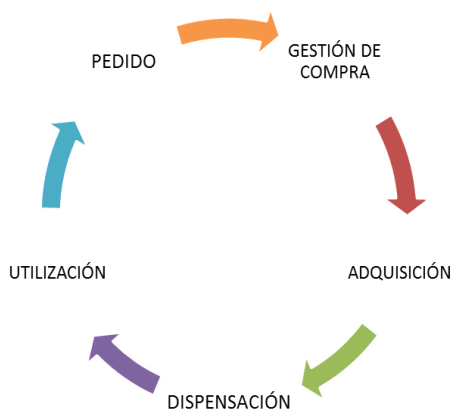 PEDIDO
GESTIÓN DE
COMPRA
ADQUISICIÓN
DISPENSACIÓN
UTILIZACIÓN